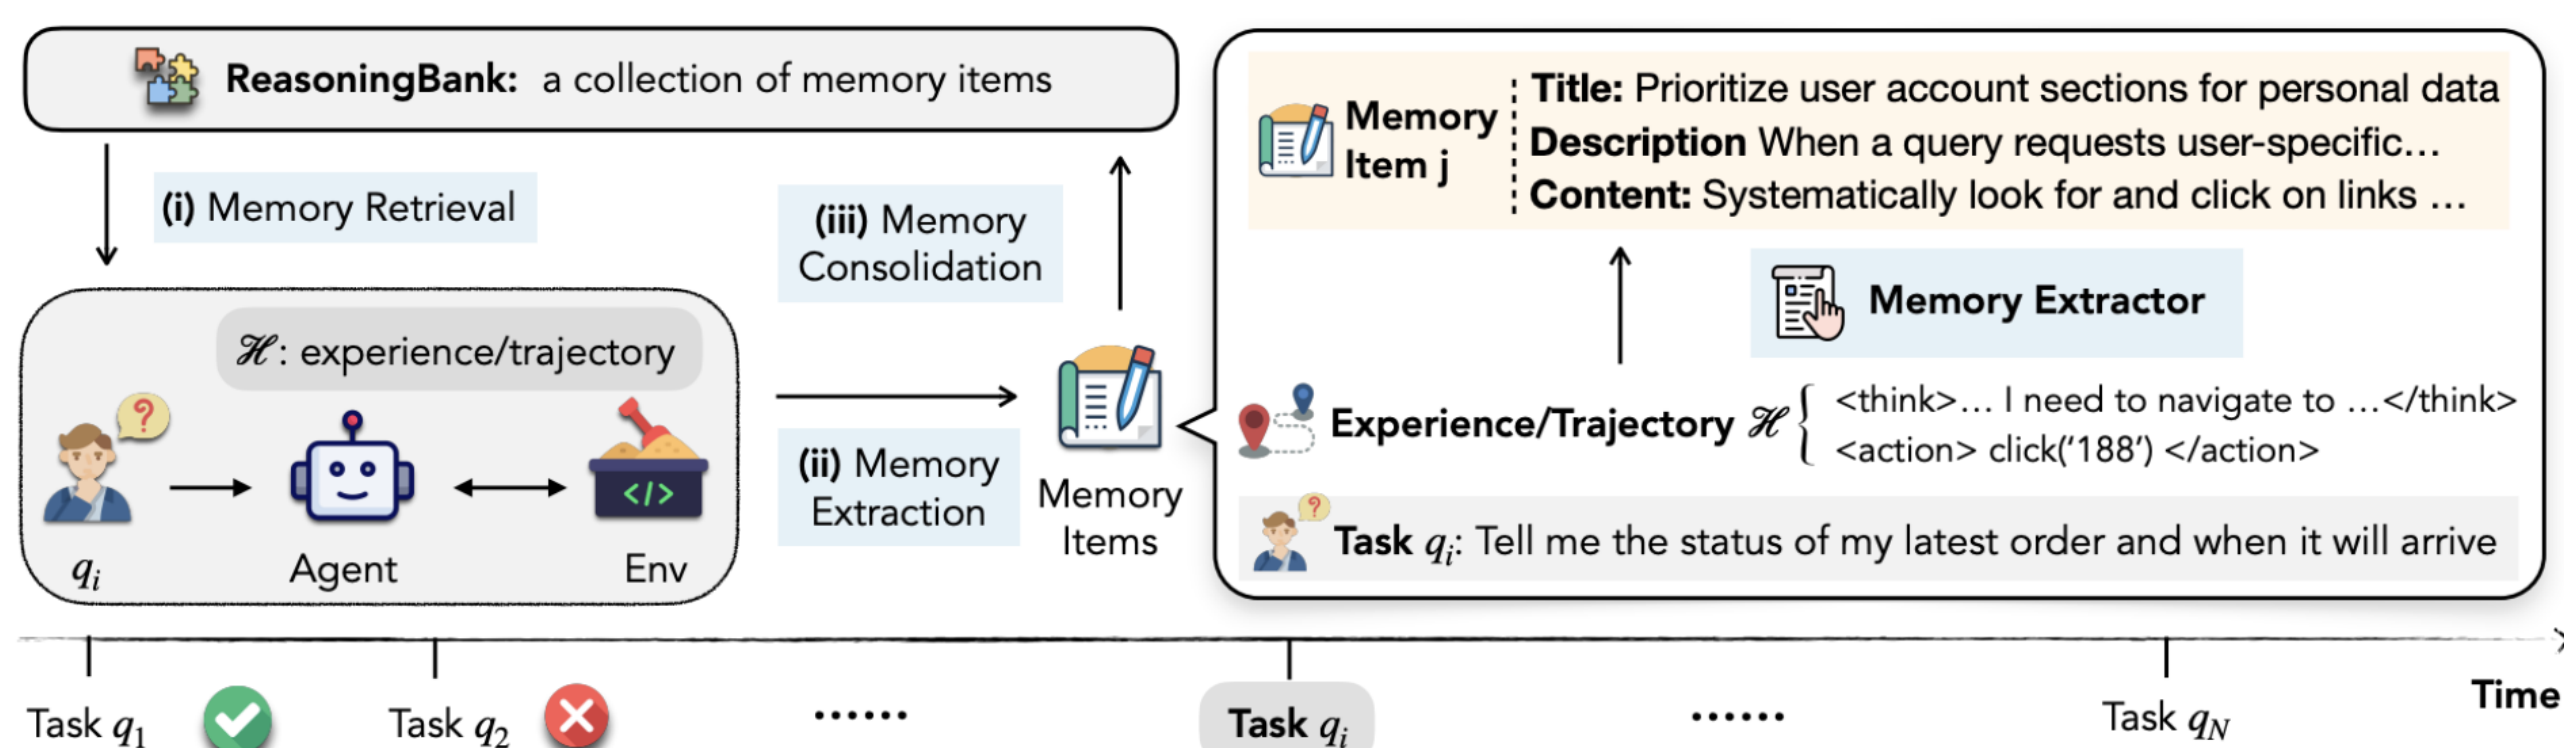 ReasoningBank: a collection of memory items
(i) Memory Retrieval
(iii) Memory
Consolidation
ℋ: experience/trajectory
?
</>
qᵢ
Agent
Env
(ii) Memory
Extraction
Memory
Items
Memory
Item j
Title: Prioritize user account sections for personal data
Description When a query requests user-specific...
Content: Systematically look for and click on links ...
Memory Extractor
Experience/Trajectory ℋ
<think>... I need to navigate to ...</think>
<action> click('188') </action>
?
Task qᵢ: Tell me the status of my latest order and when it will arrive
Task q₁
Task q₂
......
Task qᵢ
......
Task q_N
Time